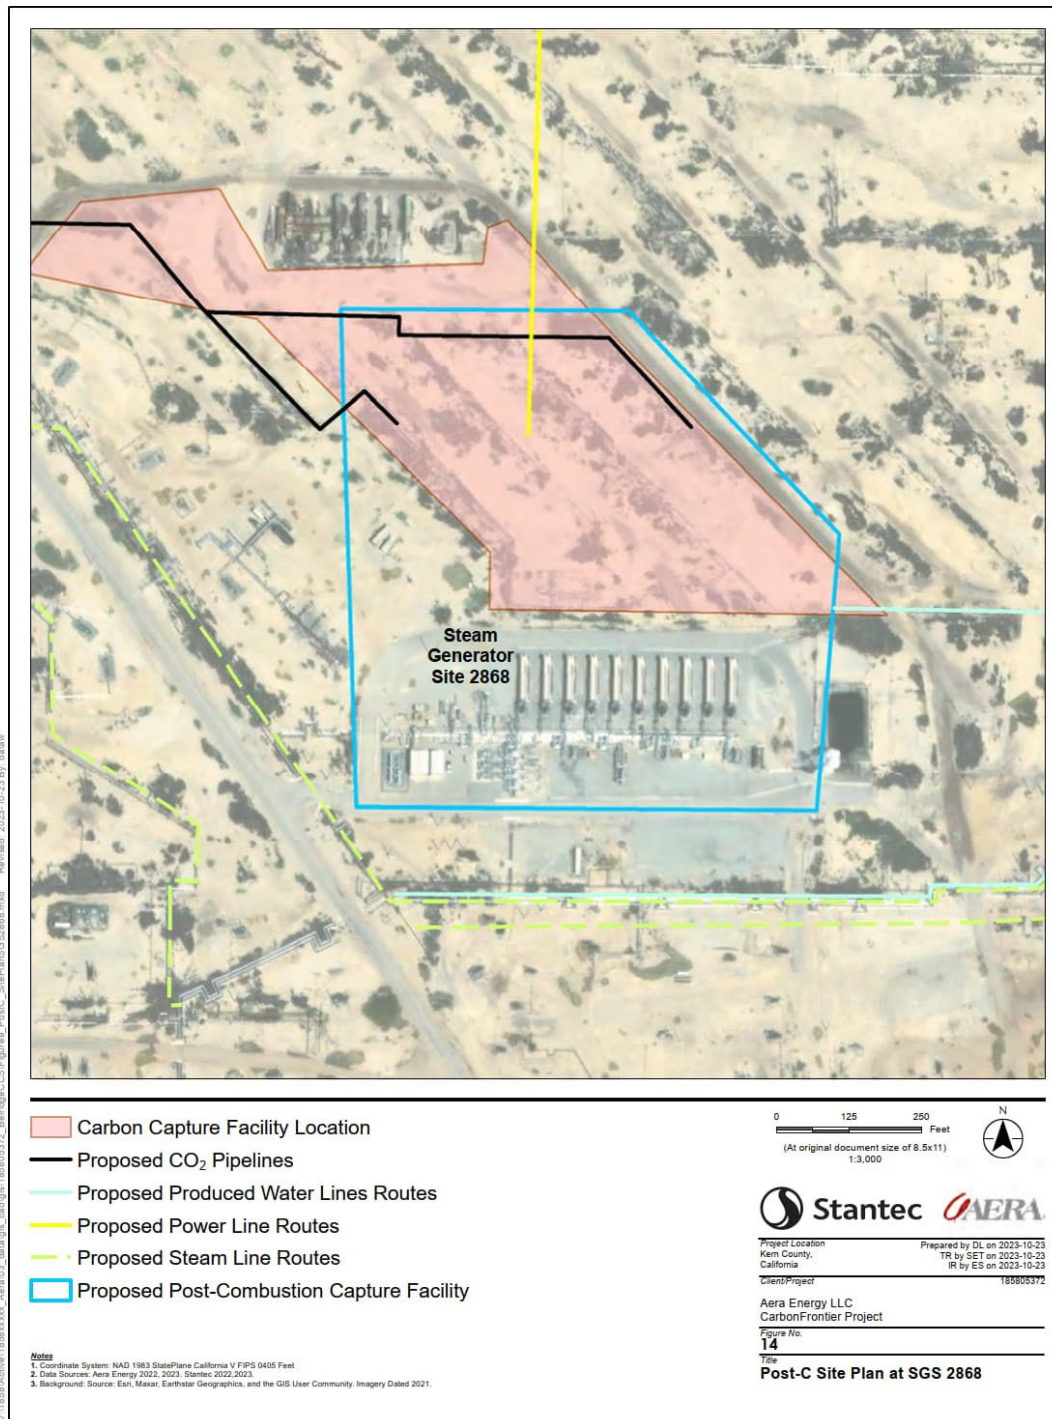 Steam
Generator
Site 2868
Carbon Capture Facility Location
Proposed CO₂ Pipelines
Proposed Produced Water Lines Routes
Proposed Power Line Routes
Proposed Steam Line Routes
Proposed Post-Combustion Capture Facility
Notes
1. Coordinate System: NAD 1983 StatePlane California V FIPS 0405 Feet
2. Data Sources: Aera Energy 2022, 2023. Stantec 2022,2023.
3. Background: Source: Esri, Maxar, Earthstar Geographics, and the GIS User Community. Imagery Dated 2021.
0 125 250
Feet
(At original document size of 8.5x11)
1:3,000
N
Stantec
AERA
Project Location
Kern County,
California
Prepared by DL on 2023-10-23
TR by SET on 2023-10-23
IR by ES on 2023-10-23
Client/Project
185805372
Aera Energy LLC
CarbonFrontier Project
Figure No.
14
Title
Post-C Site Plan at SGS 2868